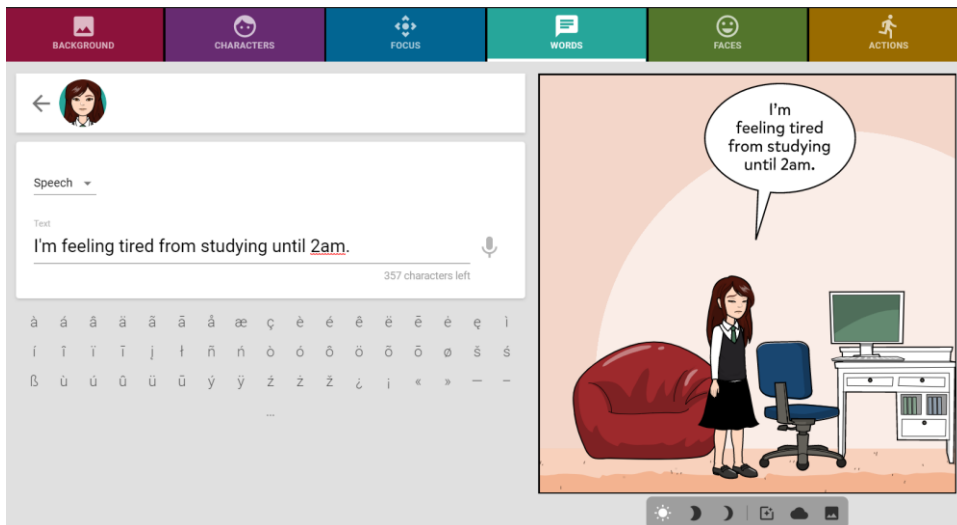 BACKGROUND
CHARACTERS
FOCUS
WORDS
FACES
ACTIONS
Speech
Text
I'm feeling tired from studying until 2am.
357 characters left
à á â ä ã ā å æ ç è é ê ë ē ė ę ì
í î ï ī į ł ñ ń ò ó ô ö õ ō ø š ś
ß ù ú û ü ū ý ÿ ź ż ž ¿ ¡ « » — –
...
I'm
feeling tired
from studying
until 2am.